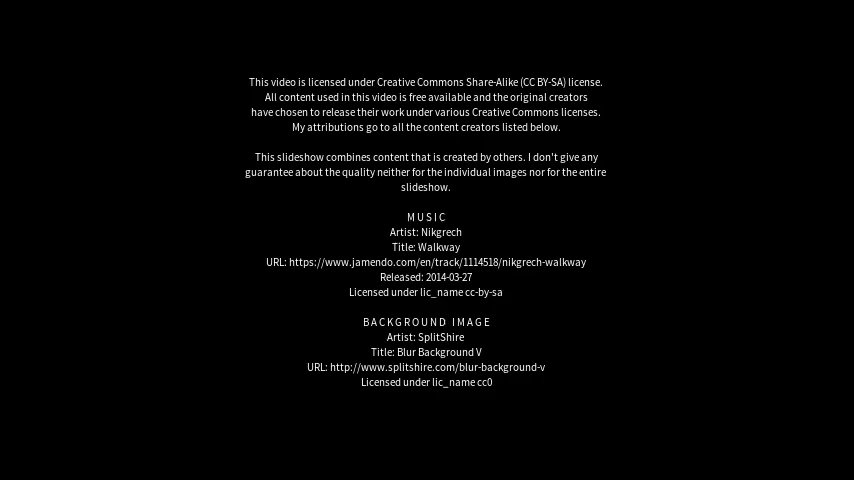 This video is licensed under Creative Commons Share-Alike (CC BY-SA) license.
All content used in this video is free available and the original creators
have chosen to release their work under various Creative Commons licenses.
My attributions go to all the content creators listed below.
This slideshow combines content that is created by others. I don't give any
guarantee about the quality neither for the individual images nor for the entire
slideshow.
MUSIC
Artist: Nikgrech
Title: Walkway
URL: https://www.jamendo.com/en/track/1114518/nikgrech-walkway
Released: 2014-03-27
Licensed under lic_name cc-by-sa
BACKGROUND IMAGE
Artist: SplitShire
Title: Blur Background V
URL: http://www.splitshire.com/blur-background-v
Licensed under lic_name cc0